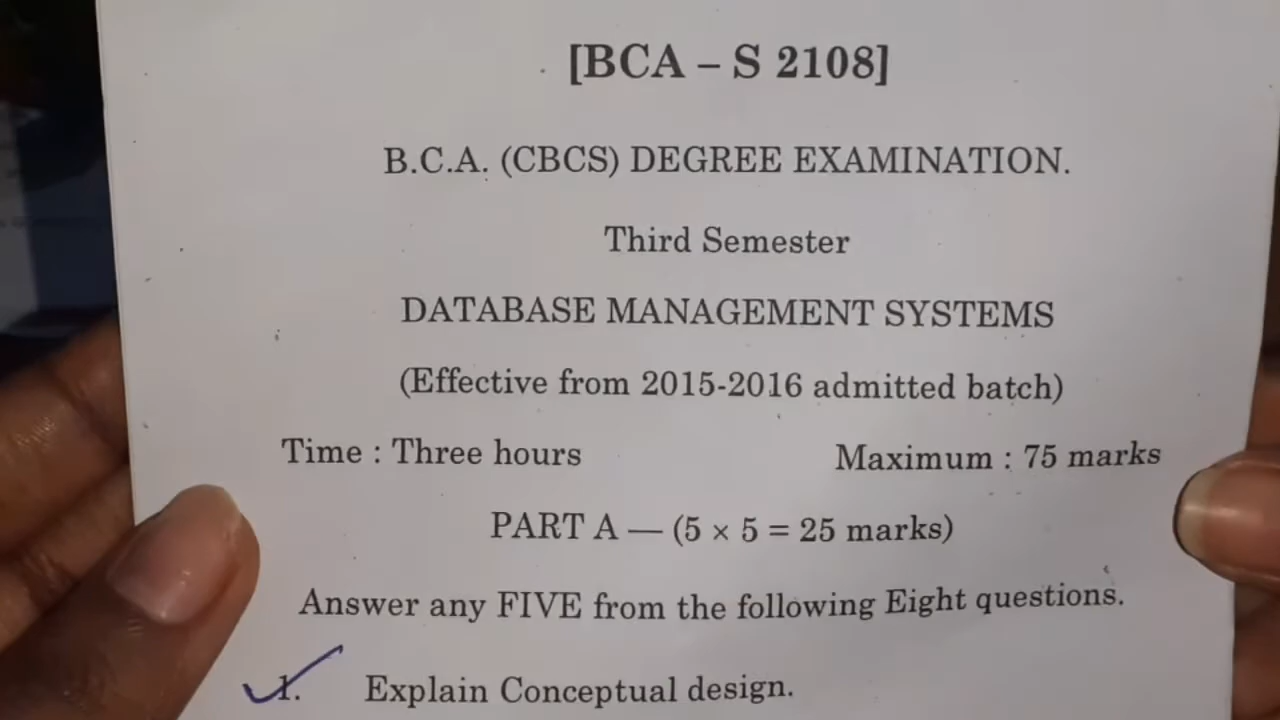 [BCA – S 2108]
B.C.A. (CBCS) DEGREE EXAMINATION.
Third Semester
DATABASE MANAGEMENT SYSTEMS
(Effective from 2015-2016 admitted batch)
Time : Three hours Maximum : 75 marks
PART A — (5 × 5 = 25 marks)
Answer any FIVE from the following Eight questions.
1. Explain Conceptual design.